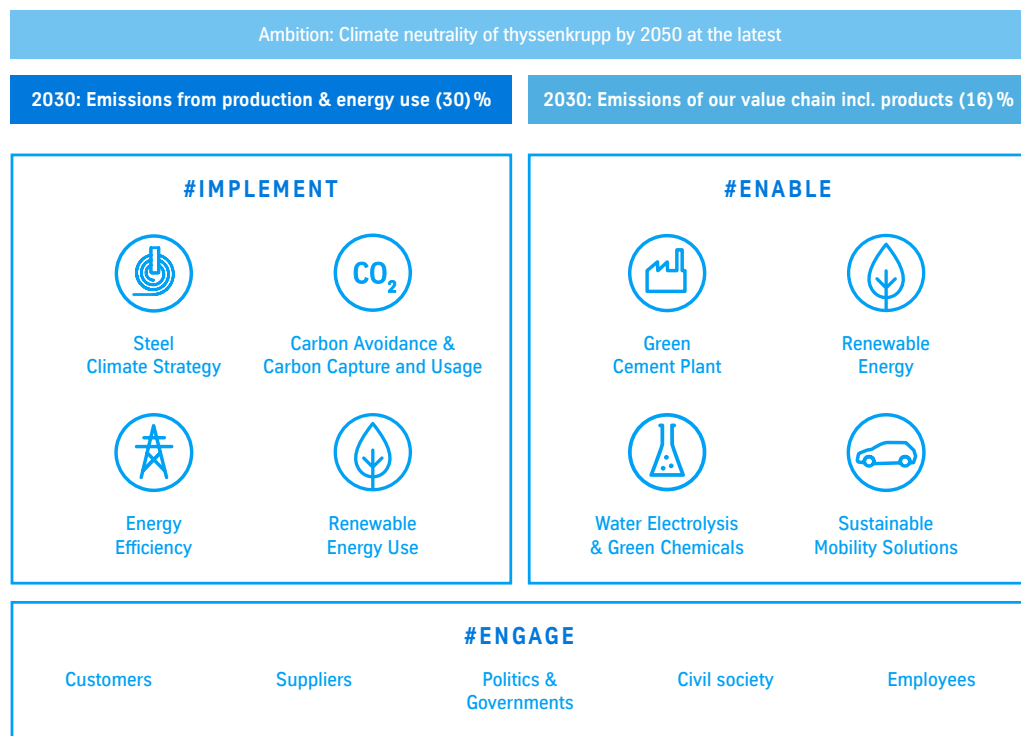 Ambition: Climate neutrality of thyssenkrupp by 2050 at the latest
2030: Emissions from production & energy use (30) %
2030: Emissions of our value chain incl. products (16) %
#IMPLEMENT
CO2
Steel
Climate Strategy
Carbon Avoidance &
Carbon Capture and Usage
Energy
Efficiency
Renewable
Energy Use
#ENABLE
Green
Cement Plant
Renewable
Energy
Water Electrolysis
& Green Chemicals
Sustainable
Mobility Solutions
#ENGAGE
Customers
Suppliers
Politics &
Governments
Civil society
Employees